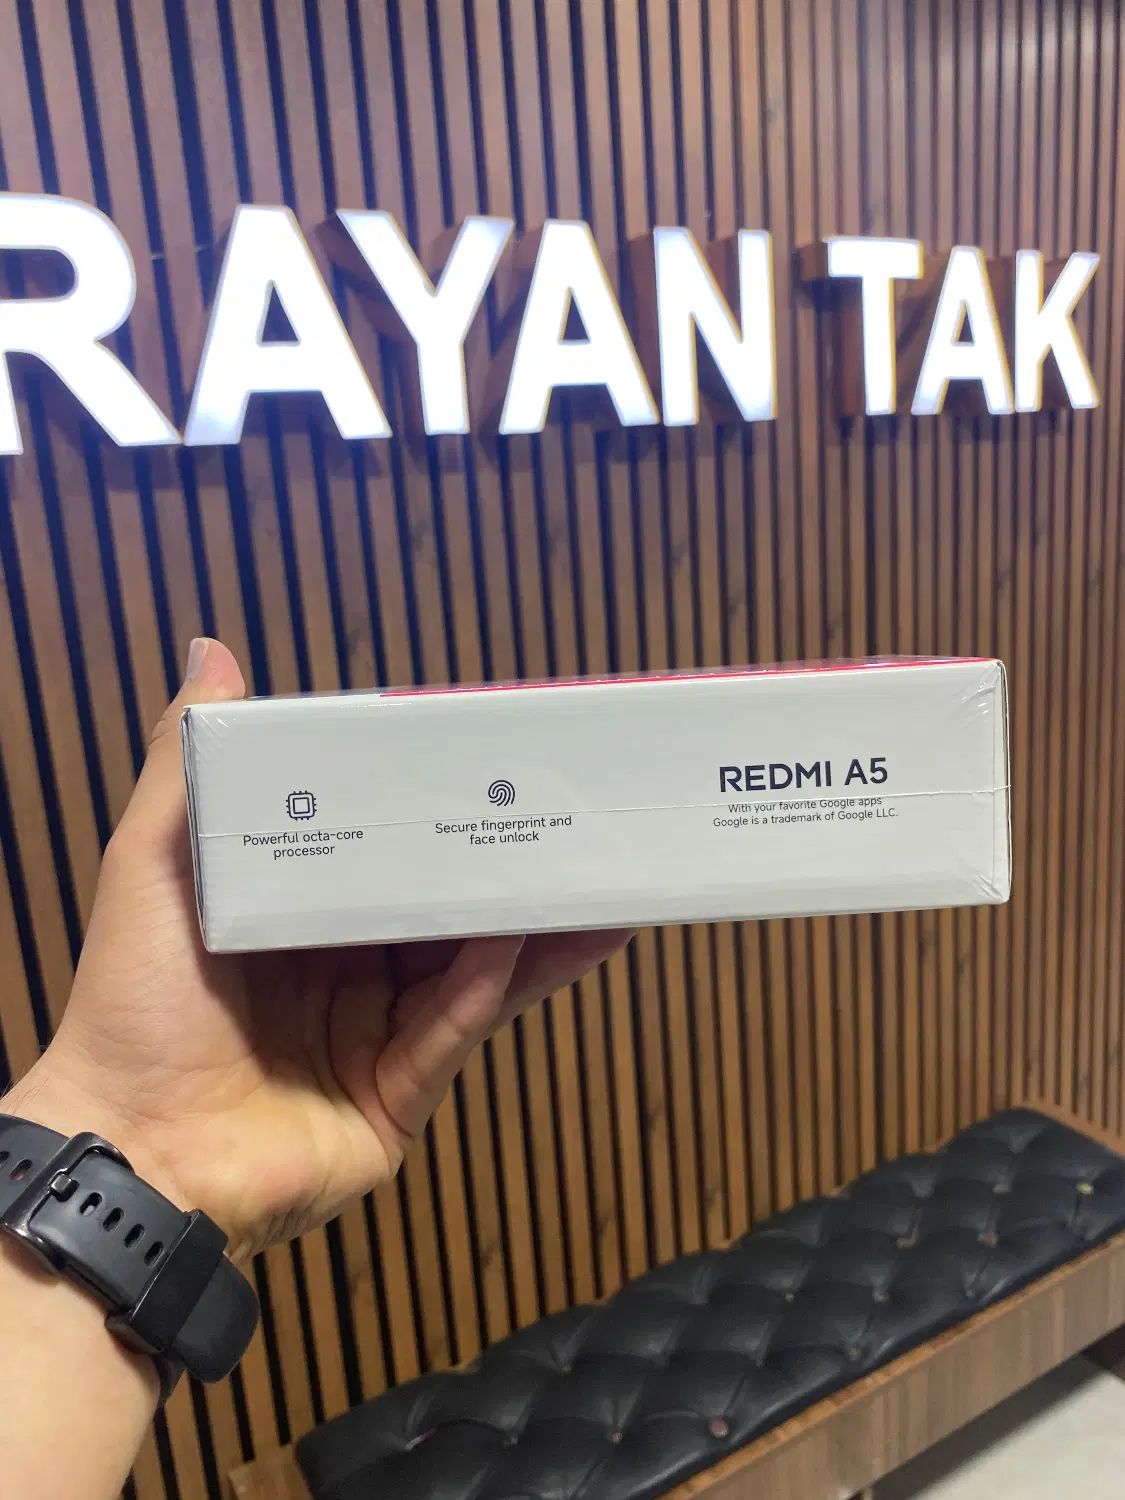 RAYAN TAK
Powerful octa-core
processor
Secure fingerprint and
face unlock
REDMI A5
With your favorite Google apps
Google is a trademark of Google LLC.